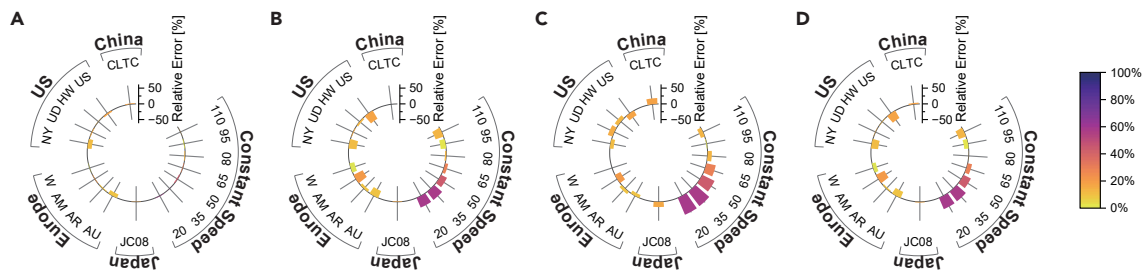 A
China
CLTC
US
NY UD HW US
50
0
−50
Relative Error [%]
110 95 80 65 50 35 20
Constant Speed
W AM AR AU
Europe
JC08
Japan
B
China
CLTC
US
NY UD HW US
50
0
−50
Relative Error [%]
110 95 80 65 50 35 20
Constant Speed
W AM AR AU
Europe
JC08
Japan
C
China
CLTC
US
NY UD HW US
50
0
−50
Relative Error [%]
110 95 80 65 50 35 20
Constant Speed
W AM AR AU
Europe
JC08
Japan
D
China
CLTC
US
NY UD HW US
50
0
−50
Relative Error [%]
110 95 80 65 50 35 20
Constant Speed
W AM AR AU
Europe
JC08
Japan
100%
80%
60%
40%
20%
0%